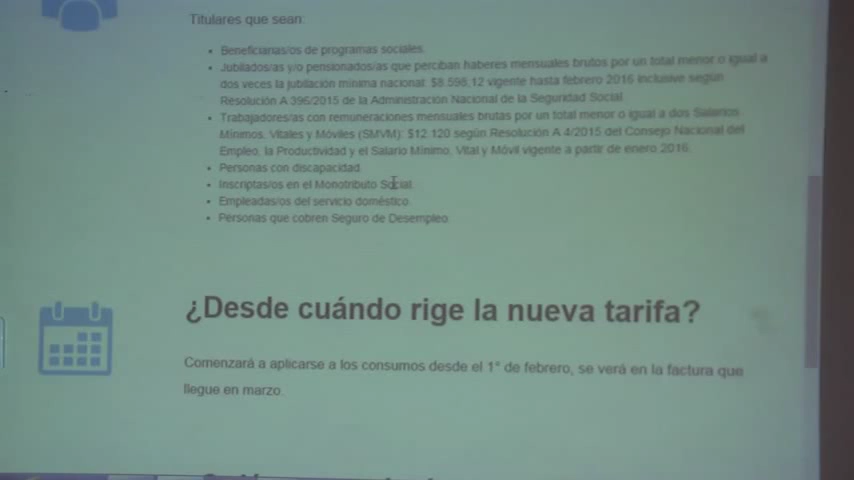 Titulares que sean:
• Beneficiarias/os de programas sociales.
• Jubilados/as y/o pensionados/as que perciban haberes mensuales brutos por un total menor o igual a
dos veces la jubilación mínima nacional: $8.598,12 vigente hasta febrero 2016 inclusive según
Resolución A 396/2015 de la Administración Nacional de la Seguridad Social.
• Trabajadores/as con remuneraciones mensuales brutas por un total menor o igual a dos Salarios
Mínimos, Vitales y Móviles (SMVM): $12.120 según Resolución A 4/2015 del Consejo Nacional del
Empleo, la Productividad y el Salario Mínimo, Vital y Móvil vigente a partir de enero 2016.
• Personas con discapacidad.
• Inscriptas/os en el Monotributo Social.
• Empleadas/os del servicio doméstico.
• Personas que cobren Seguro de Desempleo.
¿Desde cuándo rige la nueva tarifa?
Comenzará a aplicarse a los consumos desde el 1° de febrero, se verá en la factura que
llegue en marzo.